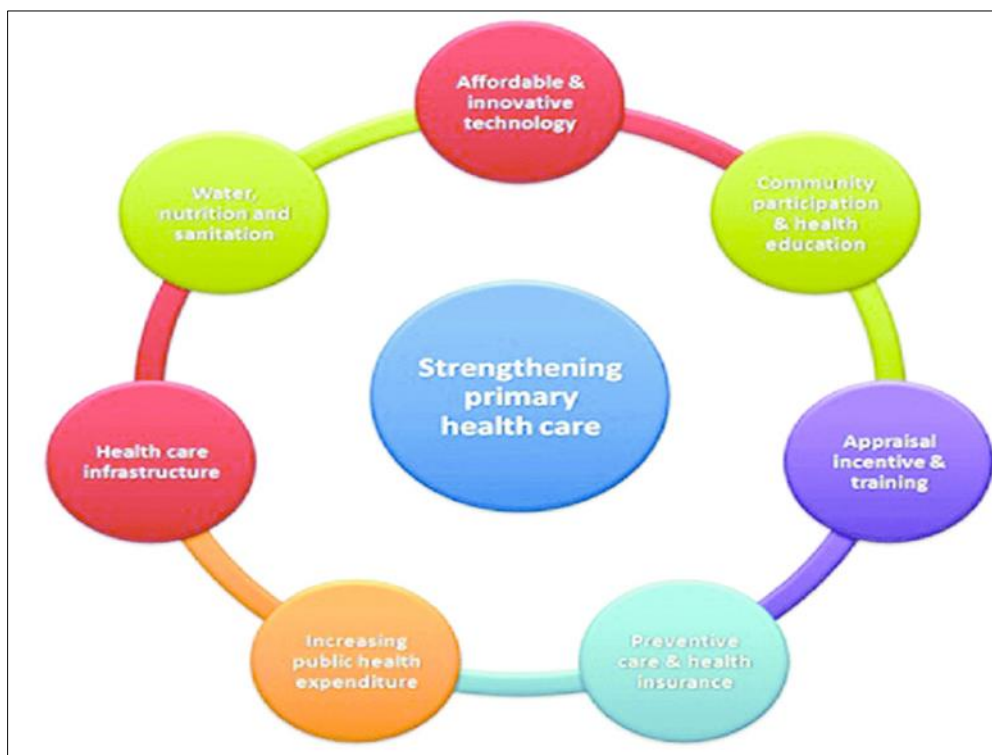 Affordable &
innovative
technology
Community
participation
& health
education
Water,
nutrition and
sanitation
Strengthening
primary
health care
Health care
infrastructure
Appraisal
incentive &
training
Increasing
public health
expenditure
Preventive
care & health
insurance